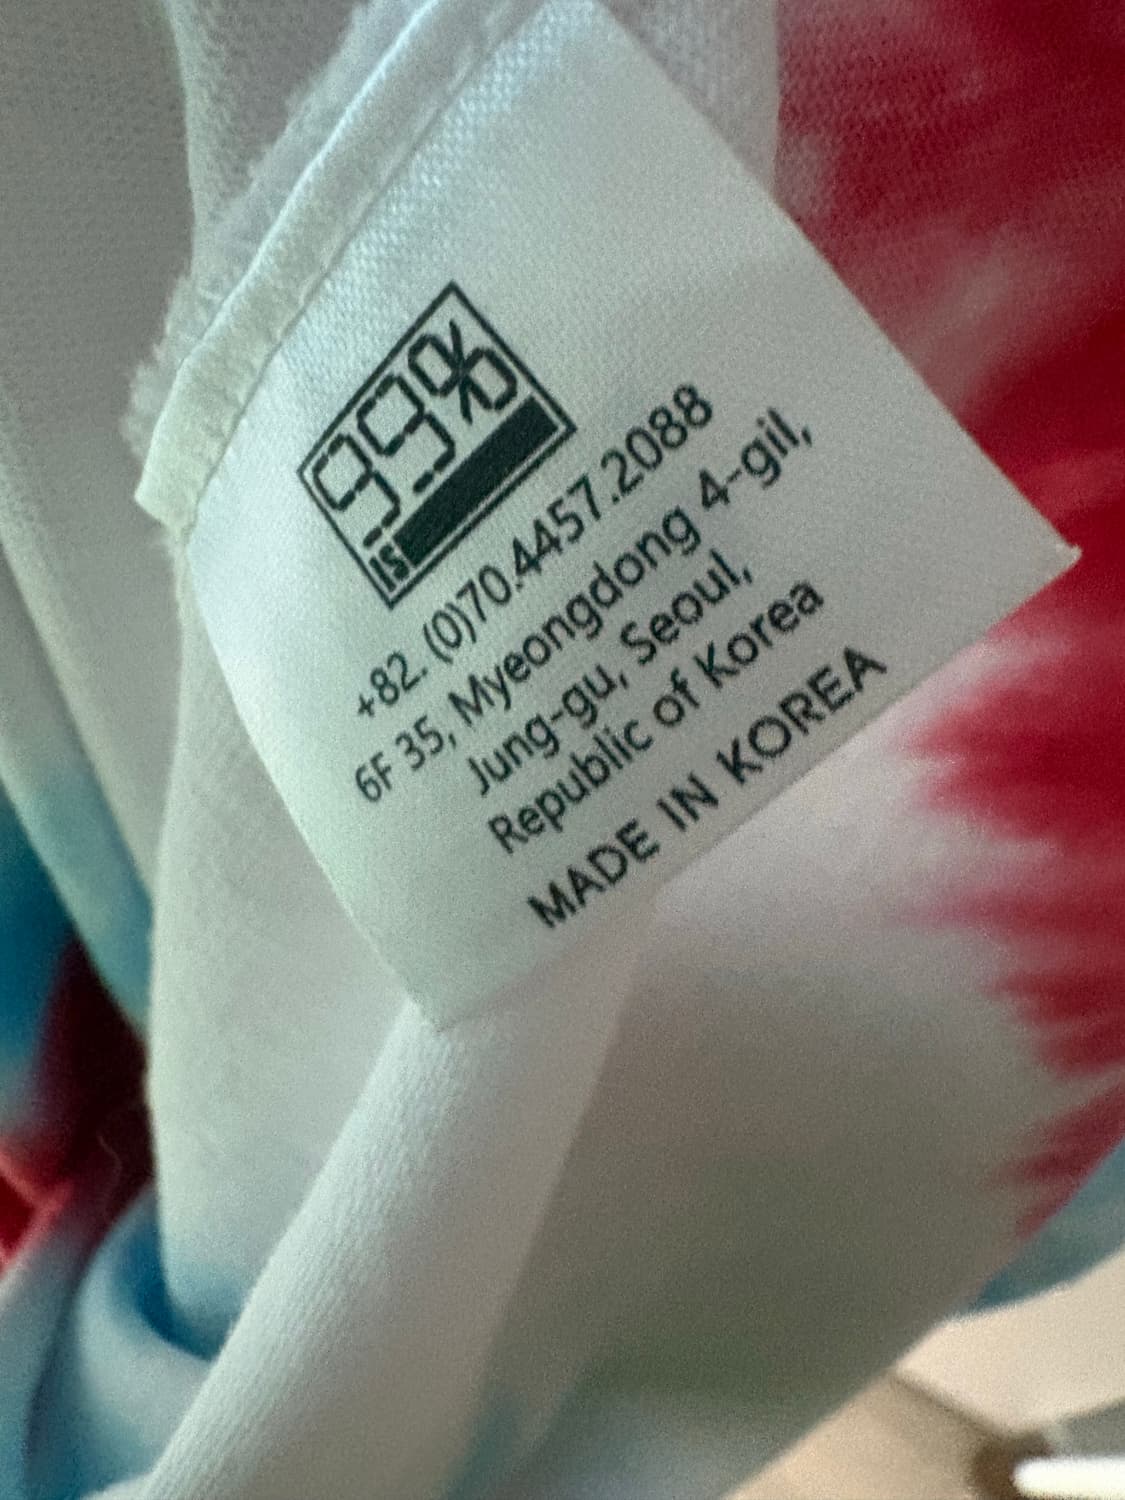 99%
is
+82. (0)70.4457.2088
6F 35, Myeongdong 4-gil,
Jung-gu, Seoul,
Republic of Korea
MADE IN KOREA